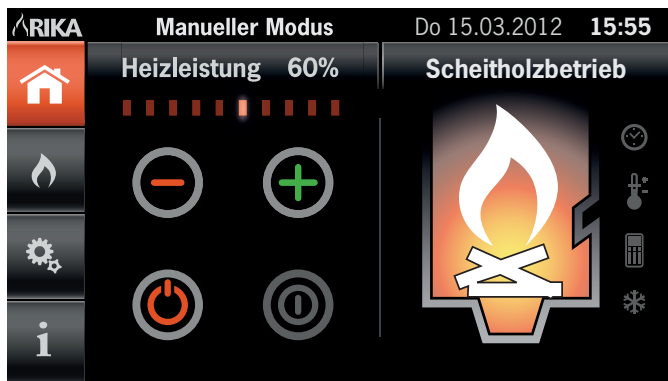 RIKA Manueller Modus Do 15.03.2012 15:55
Heizleistung 60% Scheitholzbetrieb
i